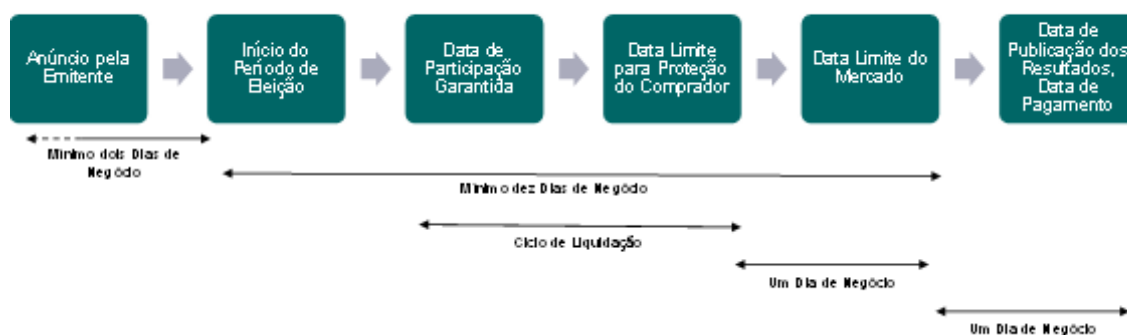 Anúncio pela
Emitente
Início do
Período de
Eleição
Data de
Participação
Garantida
Data Limite
para Proteção
do Comprador
Data Limite do
Mercado
Data de
Publicação dos
Resultados,
Data de
Pagamento
Mínimo dois Dias de
Negócio
Mínimo dez Dias de Negócio
Ciclo de Liquidação
Um Dia de Negócio
Um Dia de Negócio